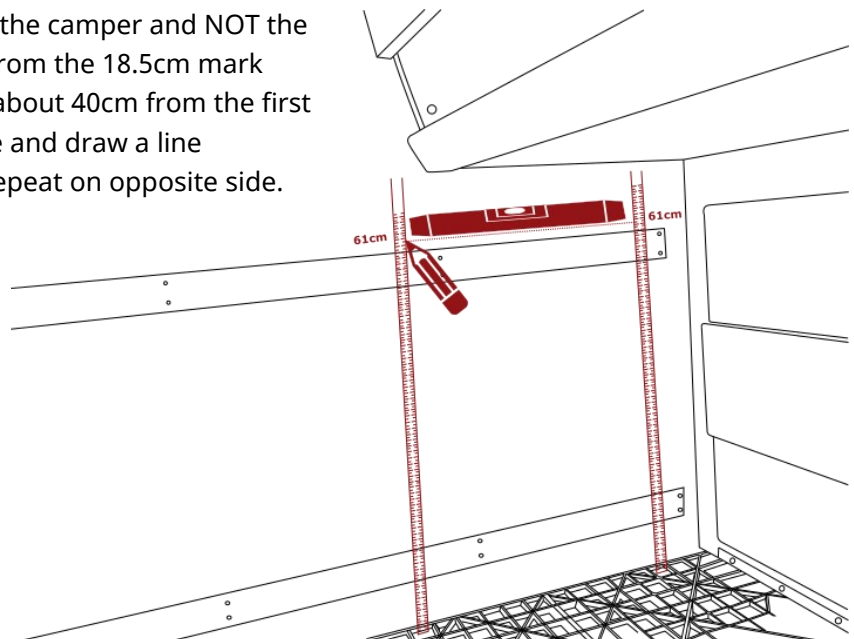 the camper and NOT the
rom the 18.5cm mark
about 40cm from the first
e and draw a line
epeat on opposite side.
61cm
61cm